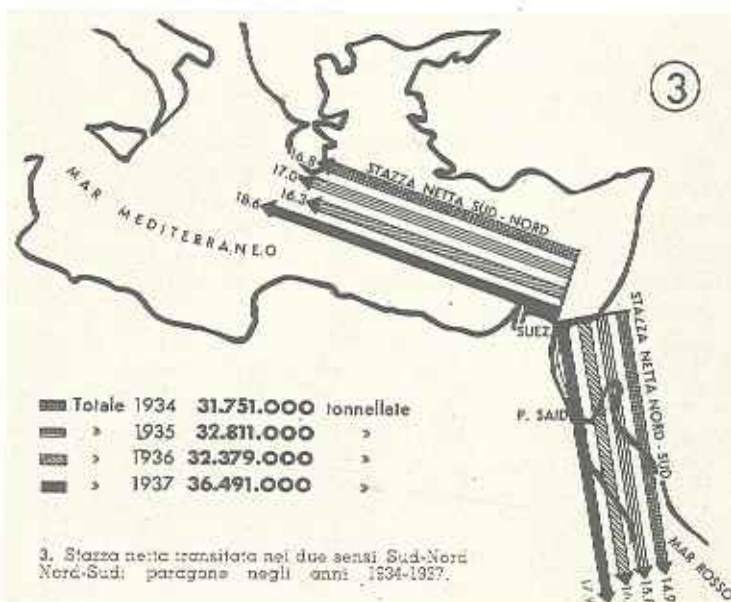 3
16.8
17.0
16.3
18.6
STAZZA NETTA SUD-NORD
MAR MEDITERRANEO
SUEZ
STAZZA NETTA NORD-SUD
P. SAID
MAR ROSSO
14.9
Totale 1934 31.751.000 tonnellate
» 1935 32.811.000 »
» 1936 32.379.000 »
» 1937 36.491.000 »
3. Stazza netta transitata nei due sensi Sud-Nord
Nord-Sud; paragone negli anni 1934-1937.